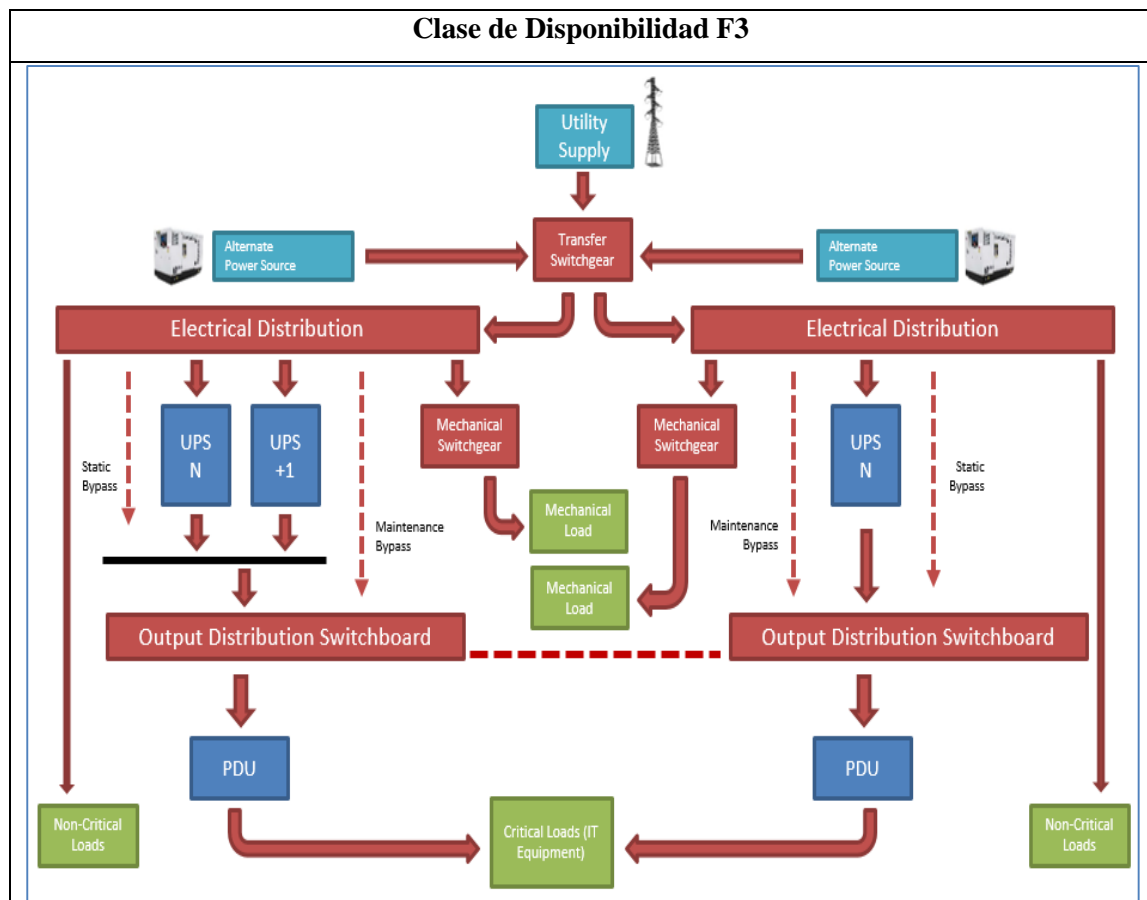 Clase de Disponibilidad F3
Utility
Supply
Alternate
Power Source
Transfer
Switchgear
Alternate
Power Source
Electrical Distribution
Electrical Distribution
UPS
N
UPS
+1
Mechanical
Switchgear
Mechanical
Switchgear
UPS
N
Static
Bypass
Static
Bypass
Maintenance
Bypass
Mechanical
Load
Maintenance
Bypass
Mechanical
Load
Output Distribution Switchboard
Output Distribution Switchboard
PDU
PDU
Non-Critical
Loads
Critical Loads (IT
Equipment)
Non-Critical
Loads